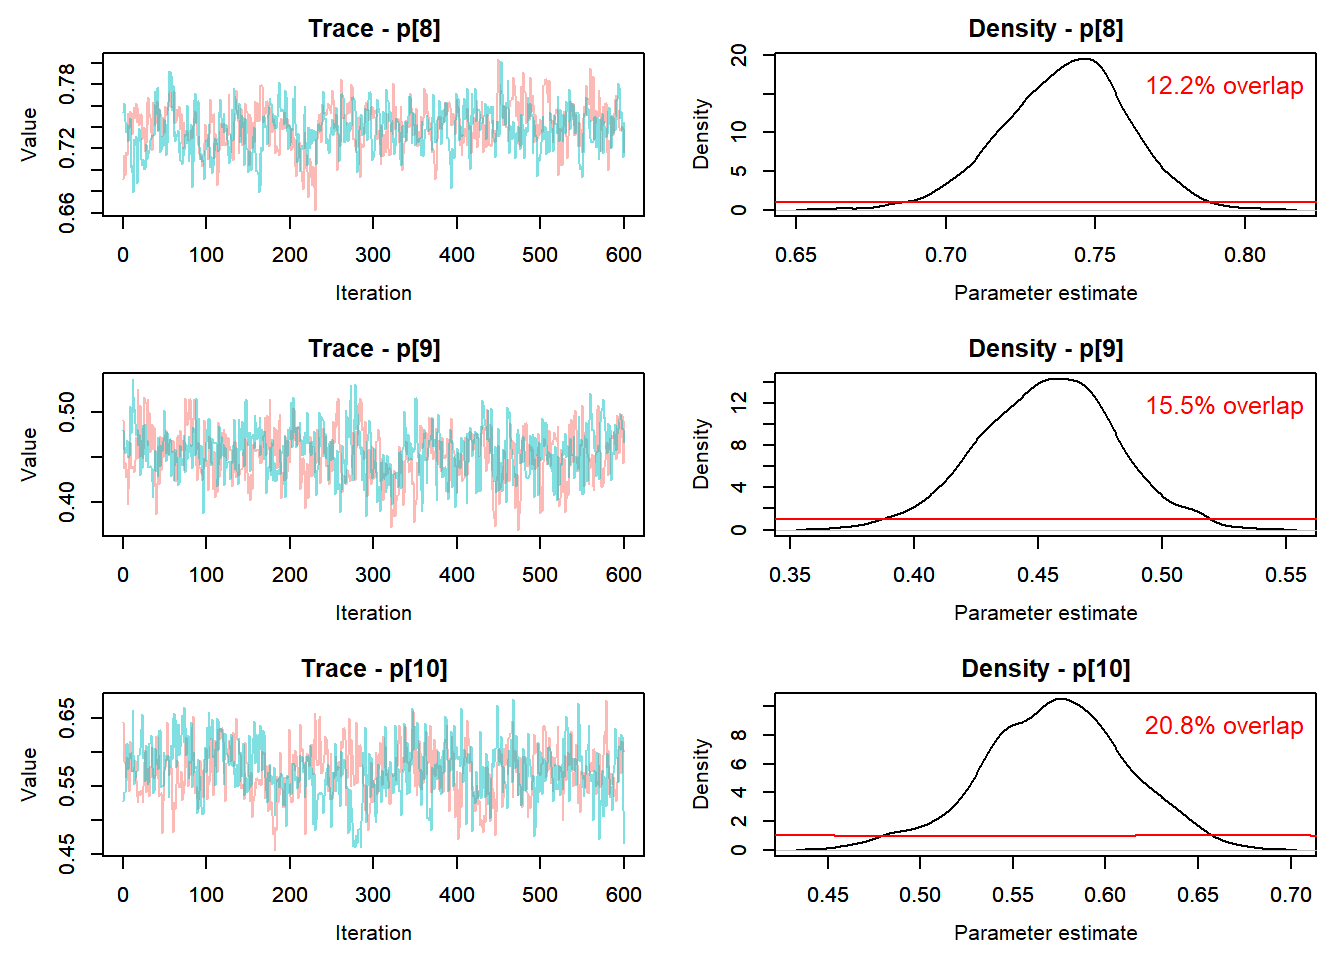 Trace - p[8]
Value
0.66 0.72 0.78
0 100 200 300 400 500 600
Iteration
Density - p[8]
12.2% overlap
Density
0 5 10 20
0.65 0.70 0.75 0.80
Parameter estimate
Trace - p[9]
Value
0.40 0.50
0 100 200 300 400 500 600
Iteration
Density - p[9]
15.5% overlap
Density
0 4 8 12
0.35 0.40 0.45 0.50 0.55
Parameter estimate
Trace - p[10]
Value
0.45 0.55 0.65
0 100 200 300 400 500 600
Iteration
Density - p[10]
20.8% overlap
Density
0 2 4 6 8
0.45 0.50 0.55 0.60 0.65 0.70
Parameter estimate